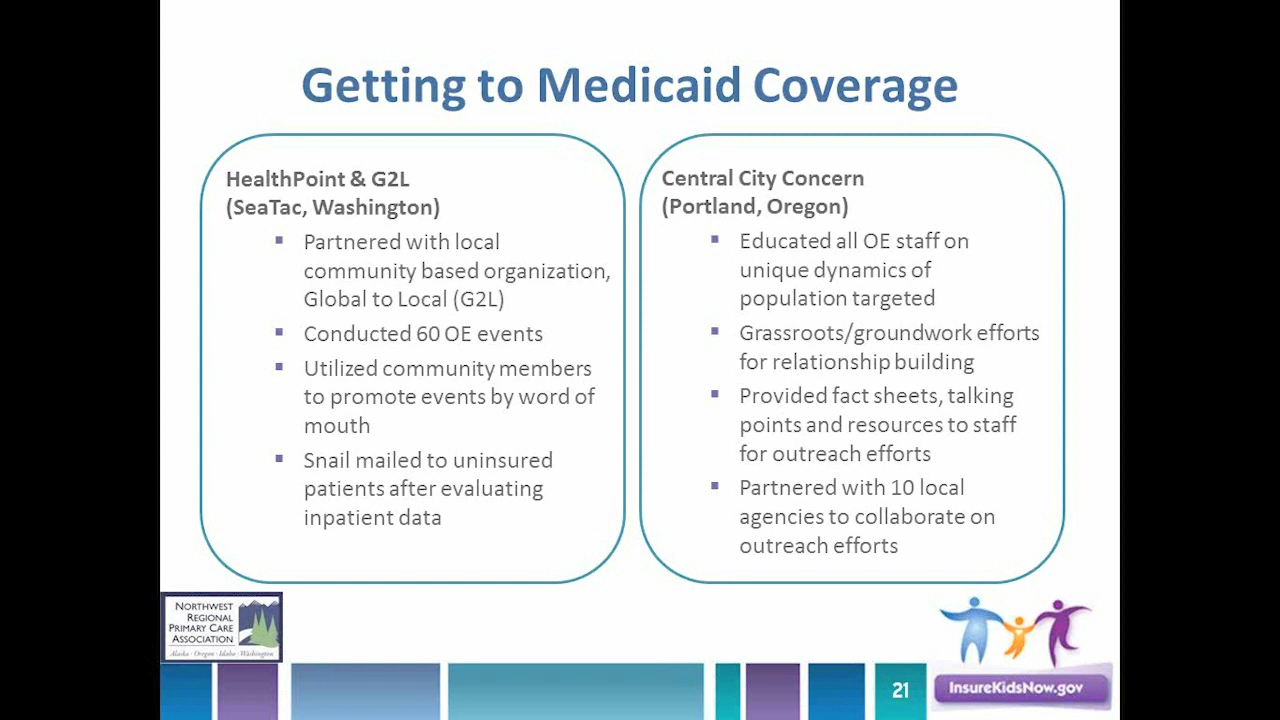 Getting to Medicaid Coverage
HealthPoint & G2L
(SeaTac, Washington)
▪ Partnered with local
community based organization,
Global to Local (G2L)
▪ Conducted 60 OE events
▪ Utilized community members
to promote events by word of
mouth
▪ Snail mailed to uninsured
patients after evaluating
inpatient data
Central City Concern
(Portland, Oregon)
▪ Educated all OE staff on
unique dynamics of
population targeted
▪ Grassroots/groundwork efforts
for relationship building
▪ Provided fact sheets, talking
points and resources to staff
for outreach efforts
▪ Partnered with 10 local
agencies to collaborate on
outreach efforts
NORTHWEST
REGIONAL
PRIMARY CARE
ASSOCIATION
Alaska · Oregon · Idaho · Washington
21
InsureKidsNow.gov